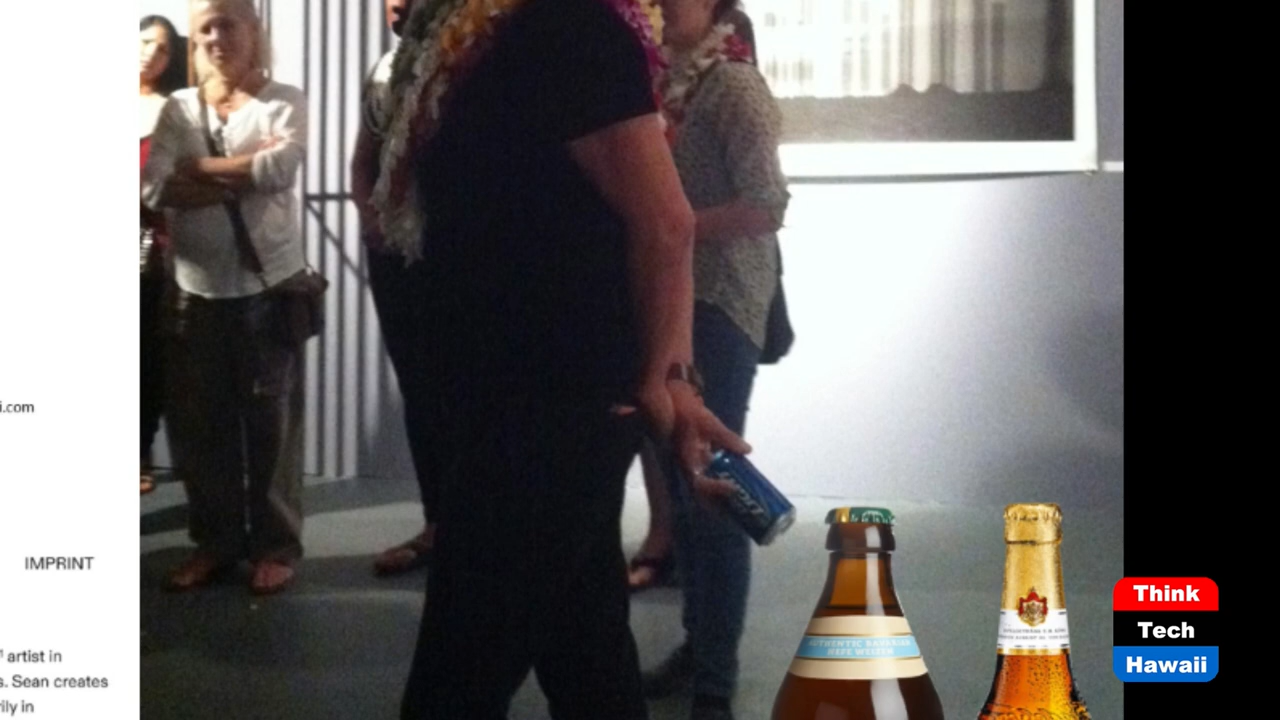 i.com
IMPRINT
artist in
s. Sean creates
ily in
AUTHENTIC BAVARIAN
HEFE WEIZEN
Think
Tech
Hawaii